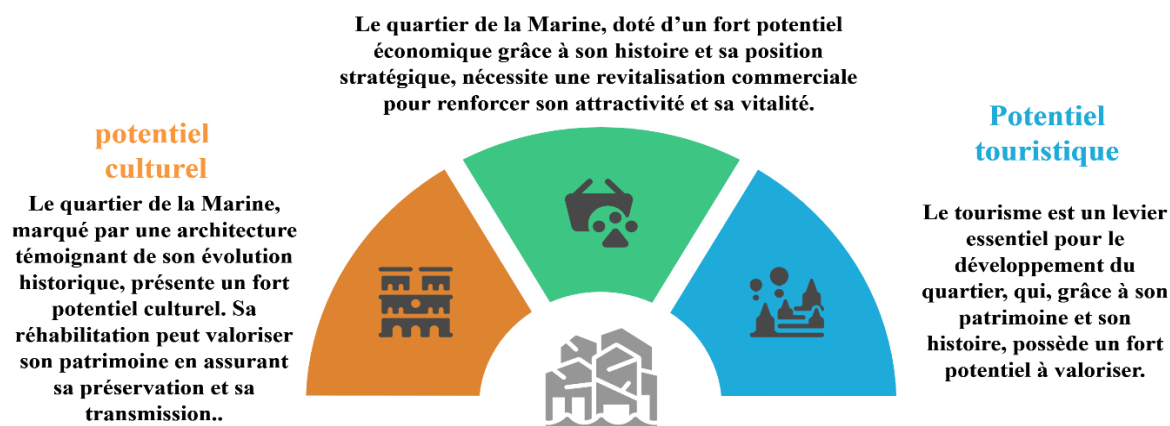 Le quartier de la Marine, doté d’un fort potentiel
économique grâce à son histoire et sa position
stratégique, nécessite une revitalisation commerciale
pour renforcer son attractivité et sa vitalité.
potentiel
culturel
Le quartier de la Marine,
marqué par une architecture
témoignant de son évolution
historique, présente un fort
potentiel culturel. Sa
réhabilitation peut valoriser
son patrimoine en assurant
sa préservation et sa
transmission..
Potentiel
touristique
Le tourisme est un levier
essentiel pour le
développement du
quartier, qui, grâce à son
patrimoine et son
histoire, possède un fort
potentiel à valoriser.